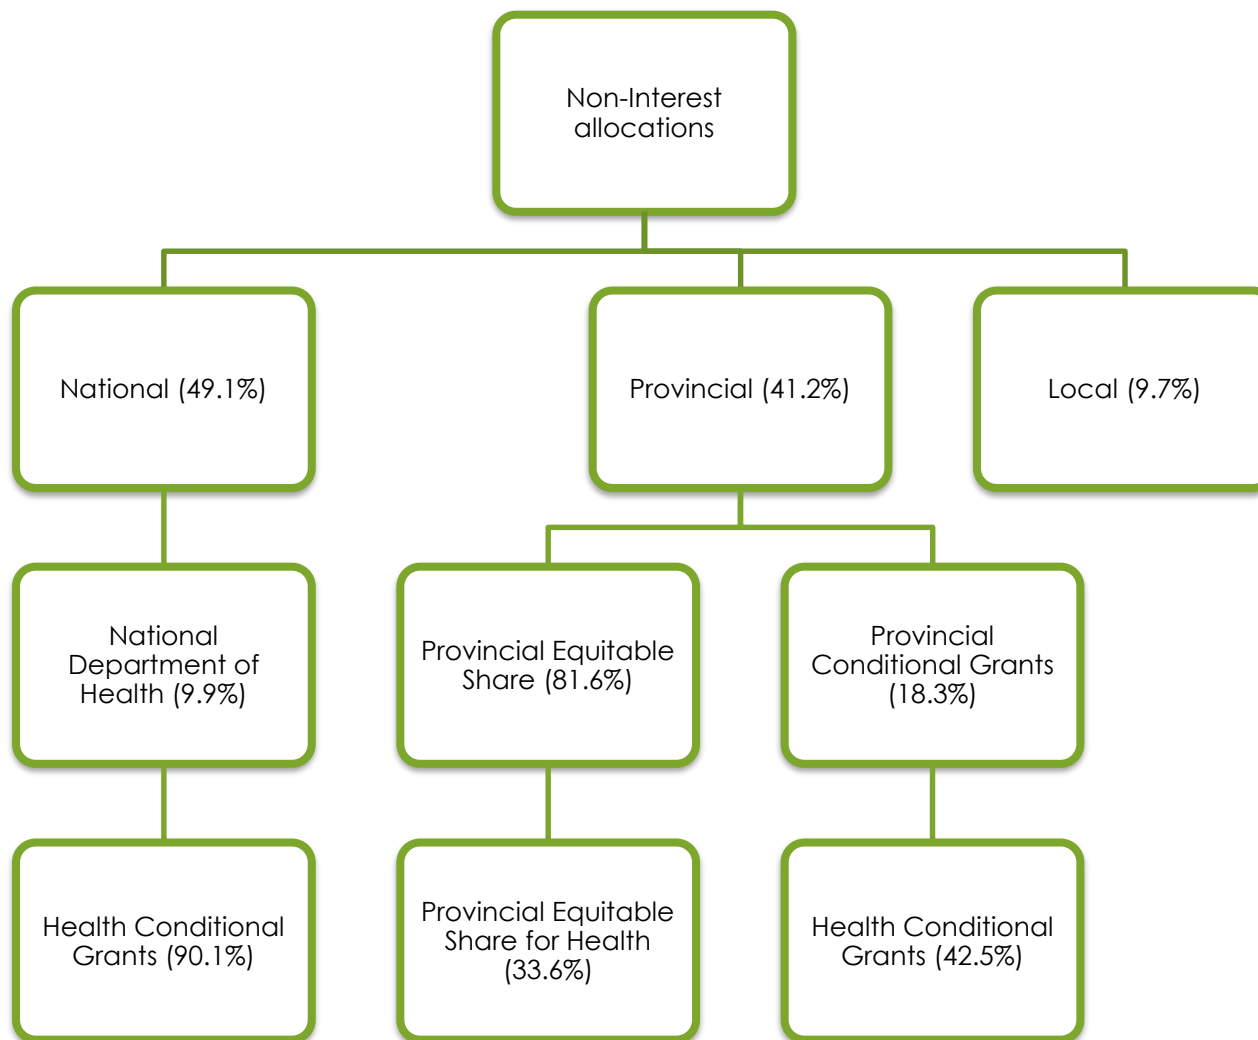 Non-Interest
allocations
National (49.1%)
Provincial (41.2%)
Local (9.7%)
National
Department of
Health (9.9%)
Provincial Equitable
Share (81.6%)
Provincial
Conditional Grants
(18.3%)
Health Conditional
Grants (90.1%)
Provincial Equitable
Share for Health
(33.6%)
Health Conditional
Grants (42.5%)